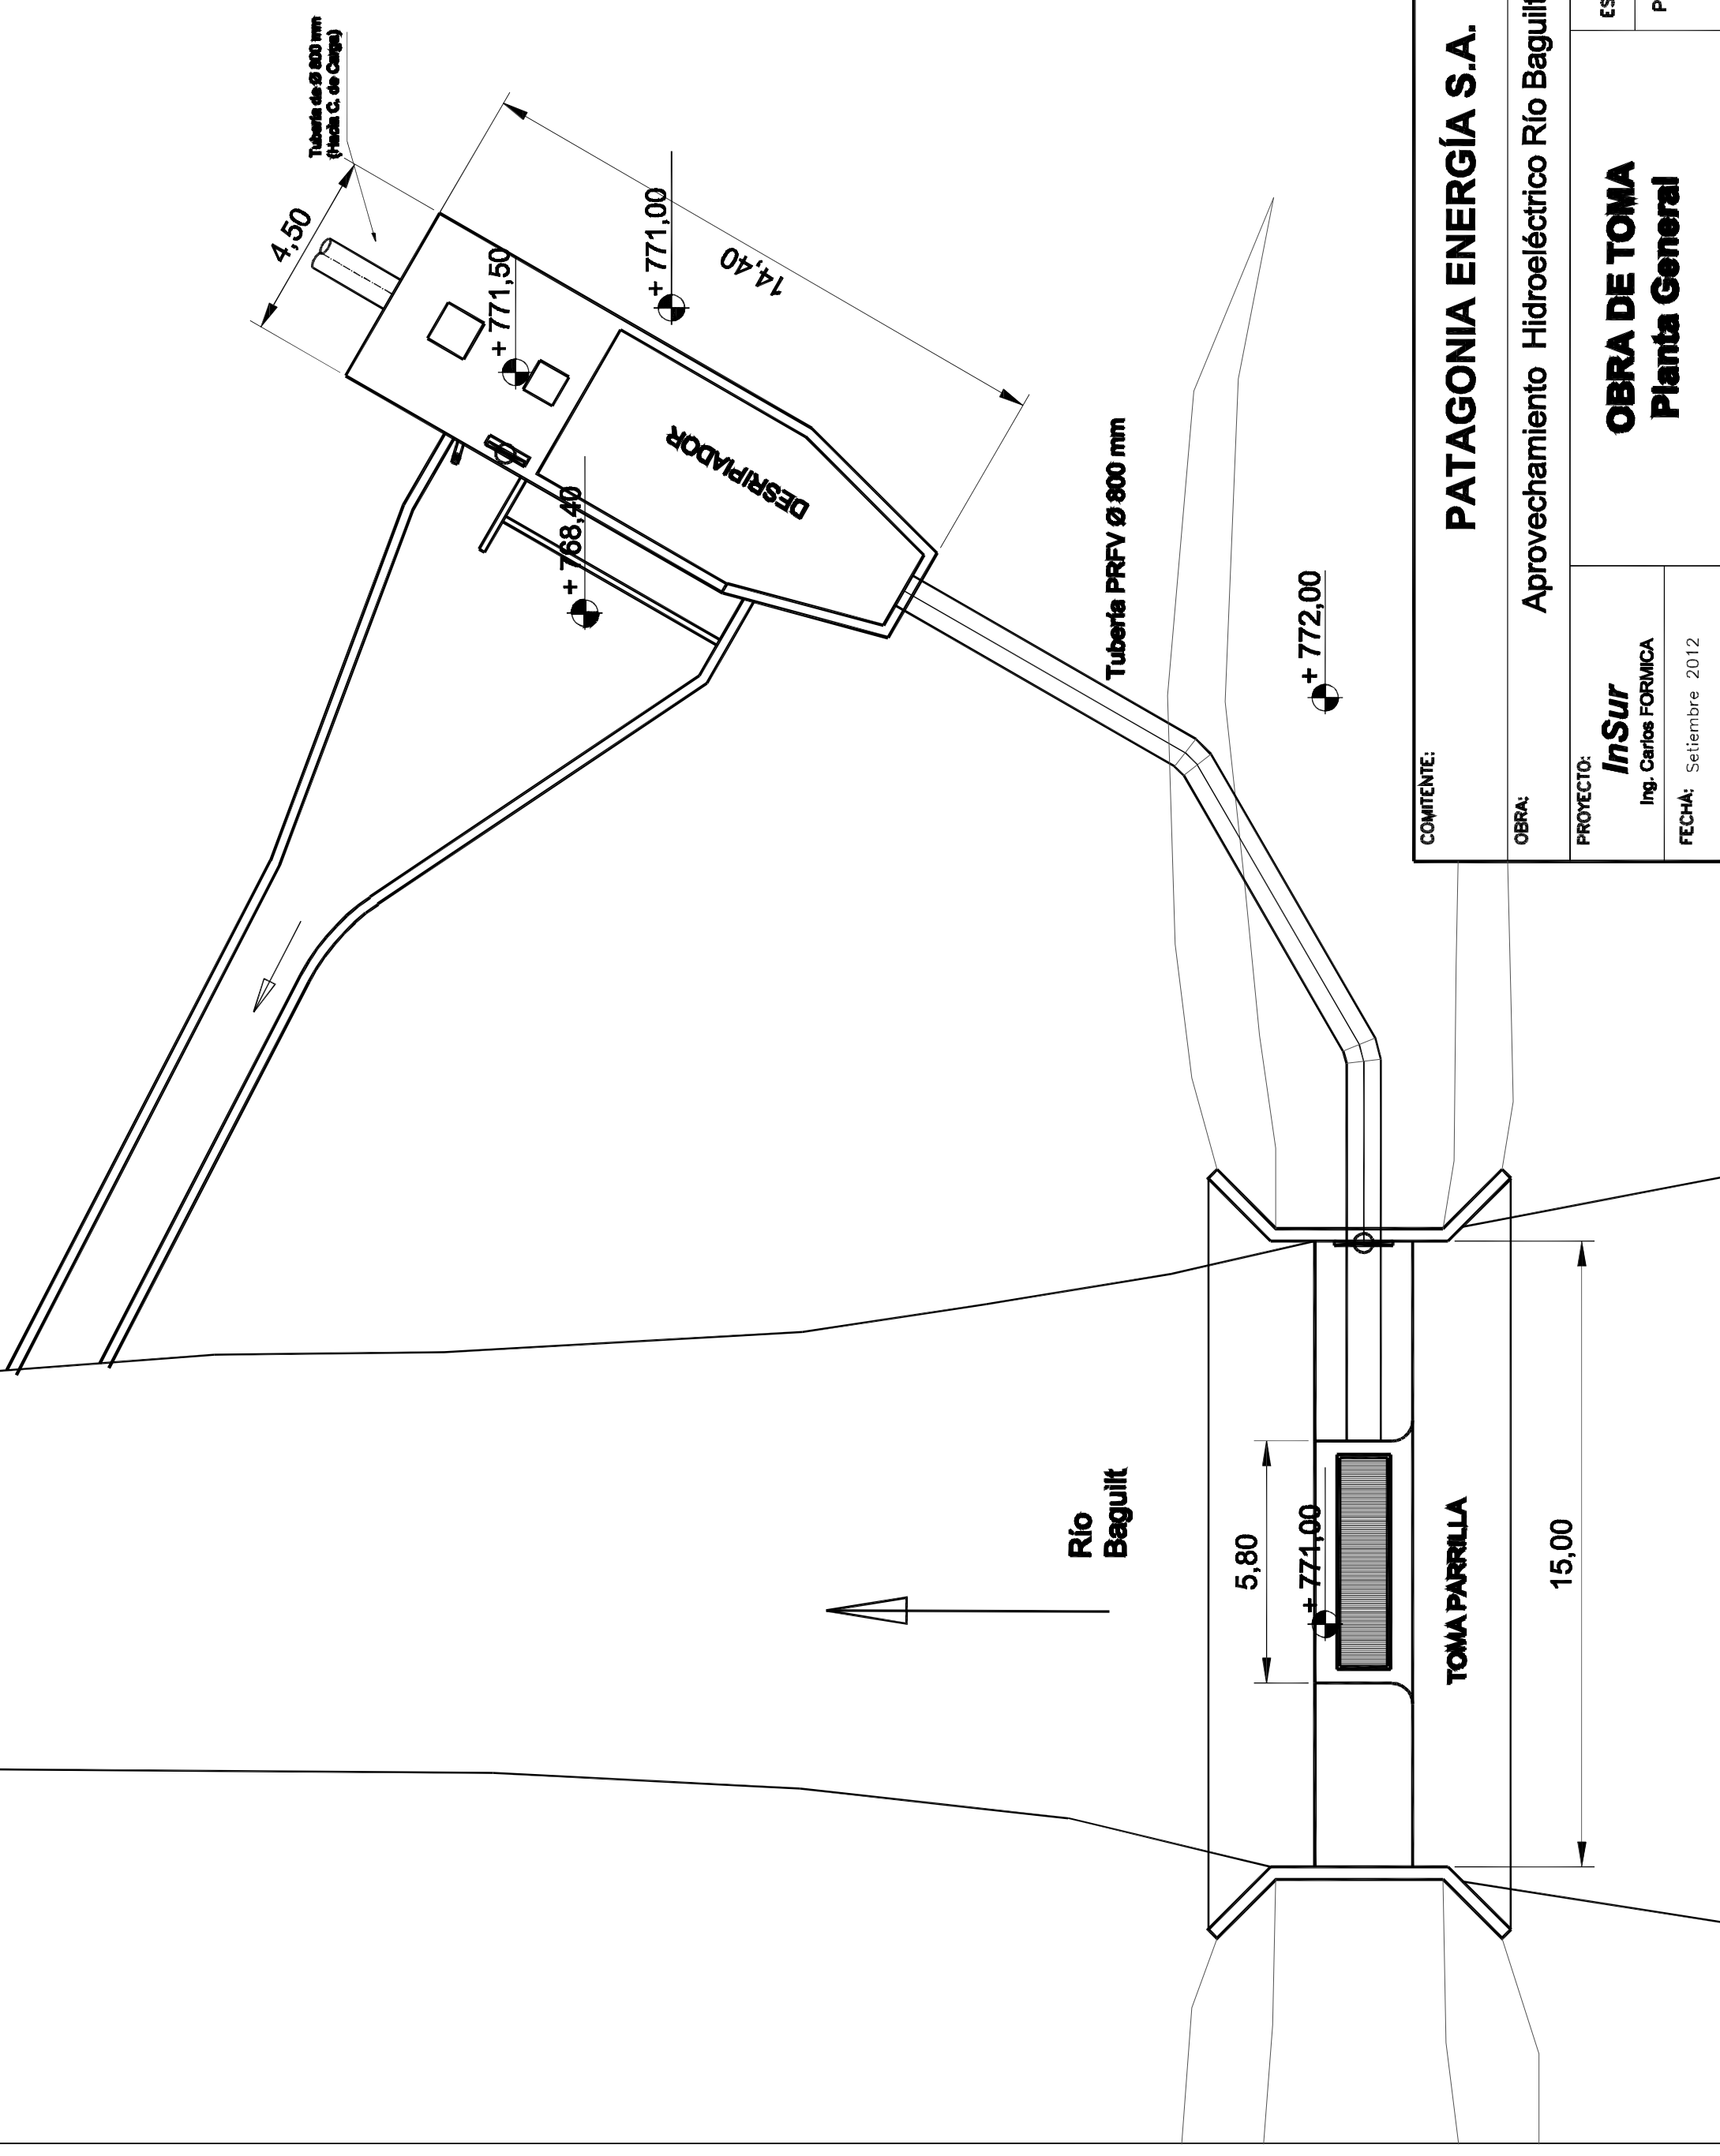 Tubería de Ø 800 mm
(Hacia C. de Carga)
4,50
+ 771,50
+ 771,00
14,40
DESRIPIADOR
+ 768,40
Tubería PRFV Ø 800 mm
+ 772,00
Río
Baguilt
5,80
+ 771,00
TOMA PARRILLA
15,00
COMITENTE:
PATAGONIA ENERGÍA S.A.
OBRA:
Aprovechamiento Hidroeléctrico Río Baguilt
PROYECTO:
InSur
Ing. Carlos FORMICA
FECHA: Setiembre 2012
OBRA DE TOMA
Planta General
ES
P